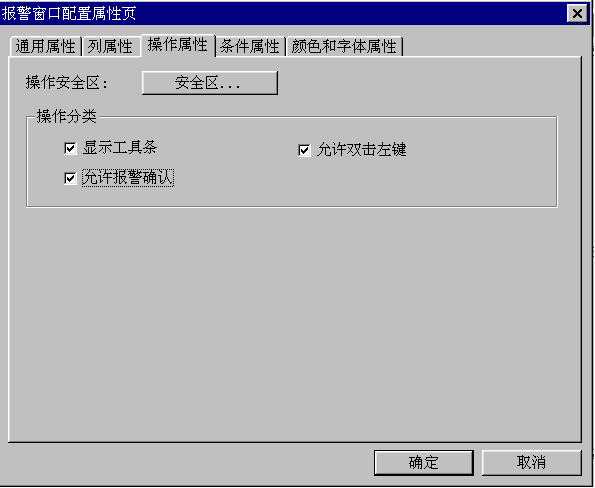 报警窗口配置属性页
通用属性 列属性 操作属性 条件属性 颜色和字体属性
操作安全区： 安全区...
操作分类
显示工具条 允许双击左键
允许报警确认
确定 取消